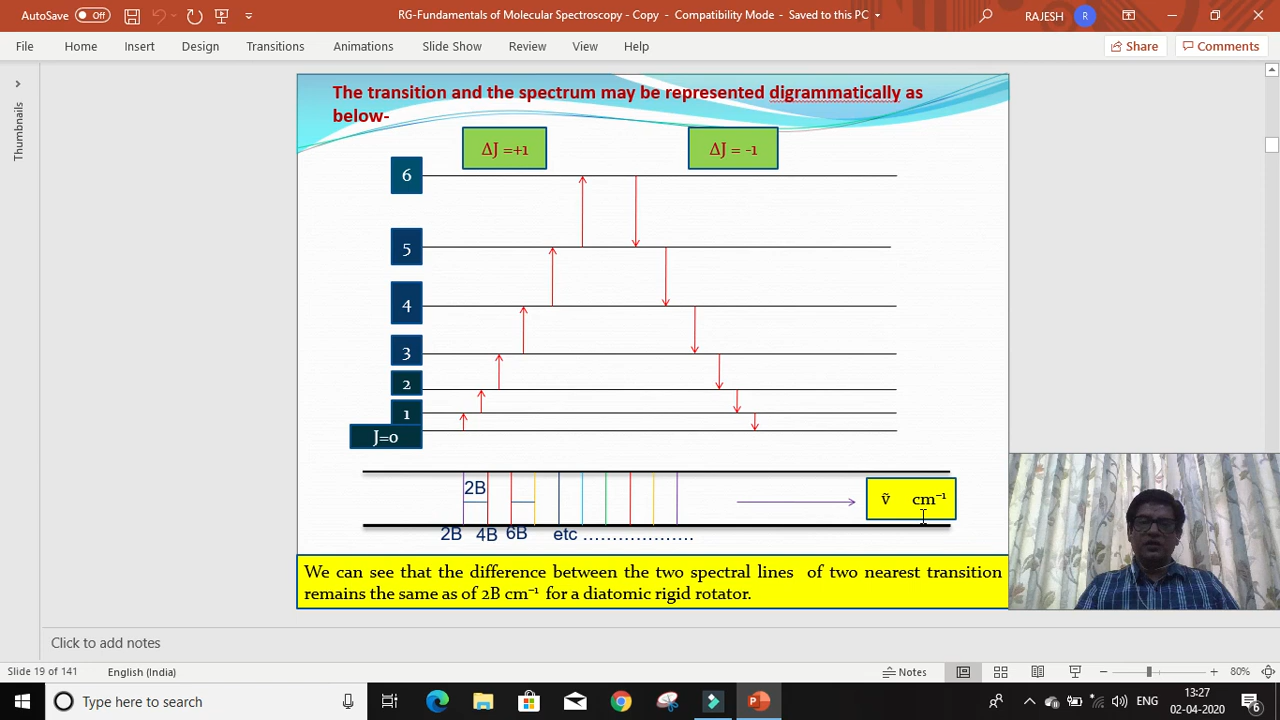 AutoSave Off RG-Fundamentals of Molecular Spectroscopy - Copy - Compatibility Mode - Saved to this PC RAJESH R
File Home Insert Design Transitions Animations Slide Show Review View Help Share Comments
Thumbnails
The transition and the spectrum may be represented digrammatically as
below-
ΔJ =+1 ΔJ = -1
6
5
4
3
2
1
J=0
2B
ṽ cm⁻¹
2B 4B 6B etc ………………….
We can see that the difference between the two spectral lines of two nearest transition
remains the same as of 2B cm⁻¹ for a diatomic rigid rotator.
Click to add notes
Slide 19 of 141 English (India) Notes 80%
Type here to search ENG 13:27
02-04-2020 6